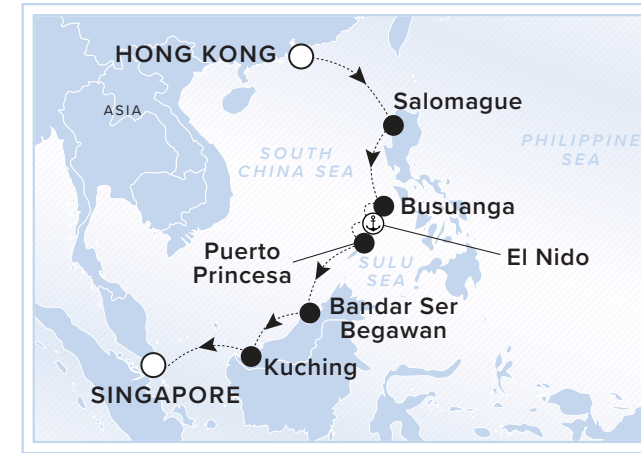 HONG KONG
ASIA
Salomague
PHILIPPINE
SEA
SOUTH
CHINA SEA
Busuanga
El Nido
Puerto
Princesa
SULU
SEA
Bandar Ser
Begawan
Kuching
SINGAPORE